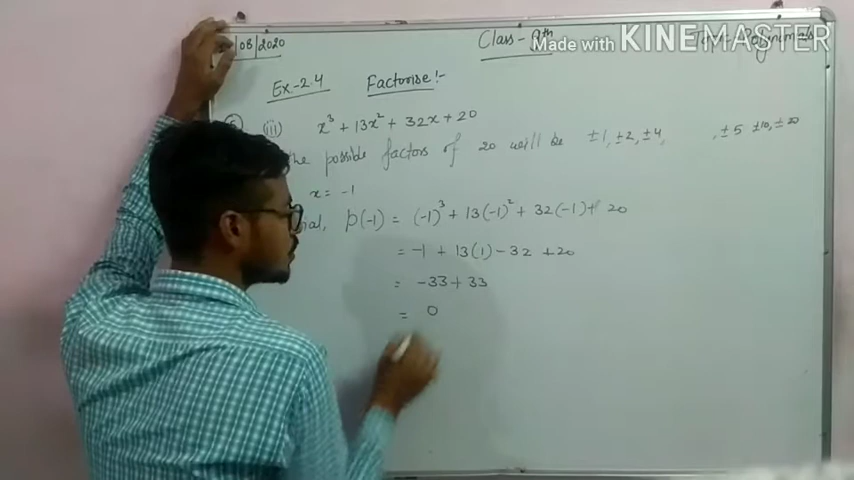 /08/2020
Class - 9th
Made with KINEMASTER
Topic - Polynomials
Ex-2.4 Factorise!-
(iii) x³ + 13x² + 32x + 20
the possible factors of 20 will be ±1, ±2, ±4, , ±5 ±10, ±20
x = -1
p(-1) = (-1)³ + 13(-1)² + 32(-1) + 20
= -1 + 13(1) - 32 + 20
= -33 + 33
= 0